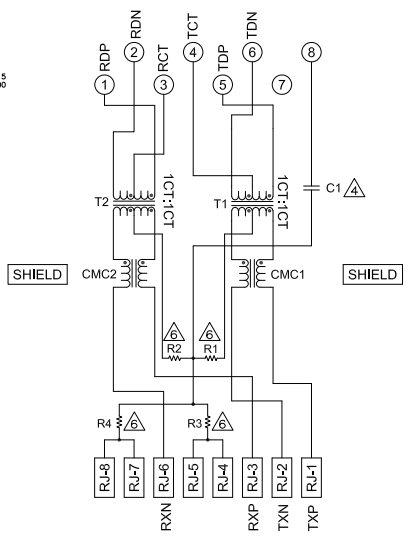 RDP
RDN
RCT
TCT
TDP
TDN
1
2
3
4
5
6
7
8
5
00
T2
1CT:1CT
T1
1CT:1CT
C1
4
SHIELD
CMC2
CMC1
SHIELD
6
R2
6
R1
R4
6
R3
6
RJ-8
RJ-7
RJ-6
RJ-5
RJ-4
RJ-3
RJ-2
RJ-1
RXN
RXP
TXN
TXP